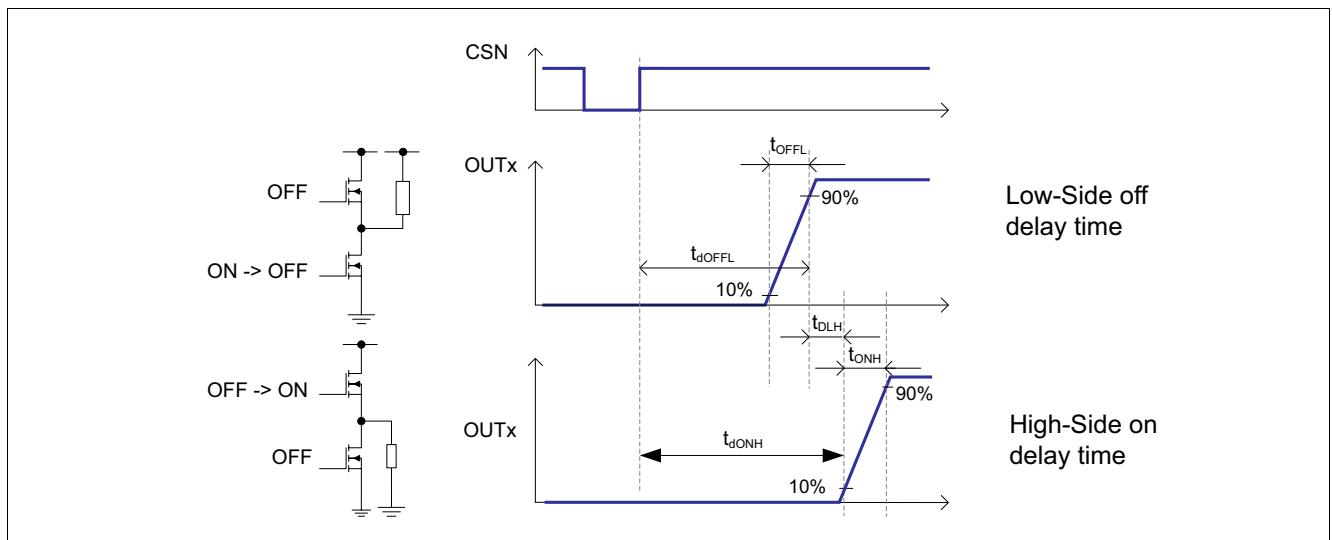 CSN
OUTx
tOFFL
90%
OFF
Low-Side off
delay time
ON -> OFF
tdOFFL
10%
tDLH
tONH
OFF -> ON
90%
OUTx
High-Side on
delay time
OFF
tdONH
10%